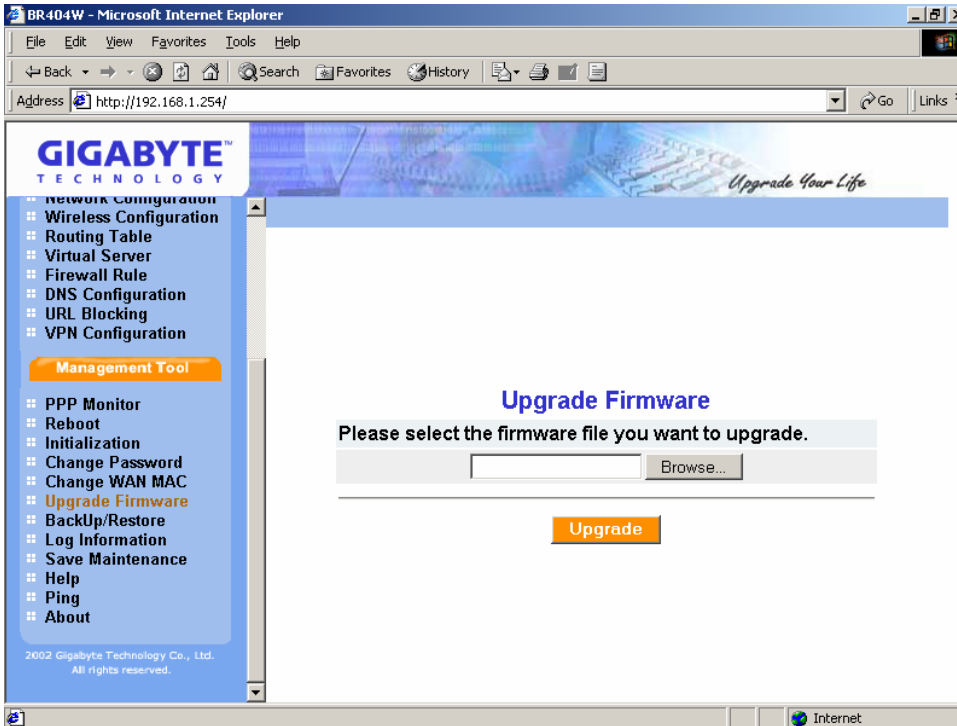 BR404W - Microsoft Internet Explorer
File Edit View Favorites Tools Help
Back Search Favorites History
Address http://192.168.1.254/ Go Links
GIGABYTE™
TECHNOLOGY
Upgrade Your Life
Network Configuration
Wireless Configuration
Routing Table
Virtual Server
Firewall Rule
DNS Configuration
URL Blocking
VPN Configuration
Management Tool
PPP Monitor
Reboot
Initialization
Change Password
Change WAN MAC
Upgrade Firmware
BackUp/Restore
Log Information
Save Maintenance
Help
Ping
About
2002 Gigabyte Technology Co., Ltd.
All rights reserved.
Upgrade Firmware
Please select the firmware file you want to upgrade.
Browse...
Upgrade
Internet